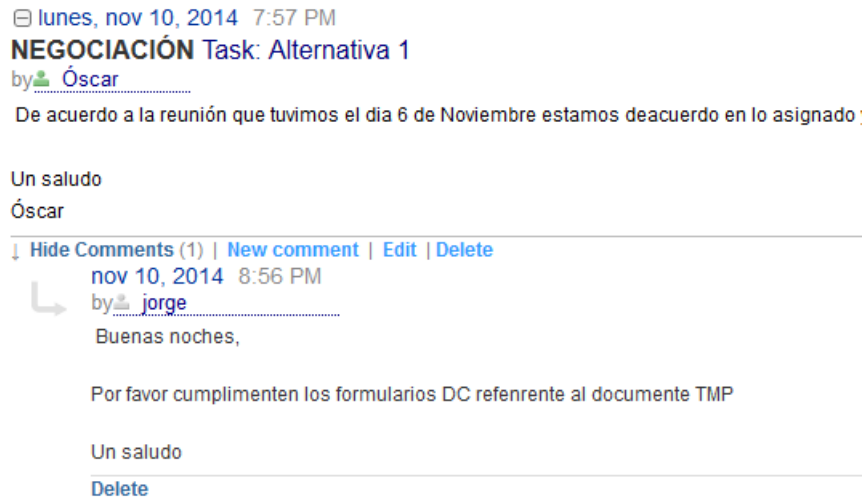 lunes, nov 10, 2014 7:57 PM
NEGOCIACIÓN Task: Alternativa 1
by Óscar
De acuerdo a la reunión que tuvimos el dia 6 de Noviembre estamos deacuerdo en lo asignado
Un saludo
Óscar
↓ Hide Comments (1) | New comment | Edit | Delete
nov 10, 2014 8:56 PM
by jorge
Buenas noches,
Por favor cumplimenten los formularios DC refenrente al documente TMP
Un saludo
Delete